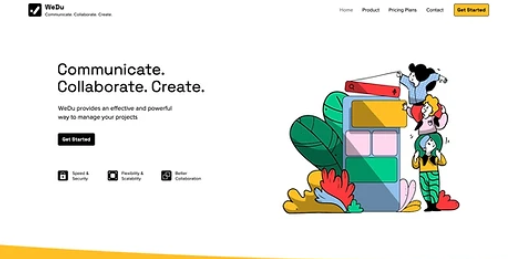 WeDu
Communicate. Collaborate. Create.
Home Product Pricing Plans Contact Get Started
Communicate.
Collaborate. Create.
WeDu provides an effective and powerful
way to manage your projects
Get Started
Speed &
Security
Flexibility &
Scalability
Better
Collaboration